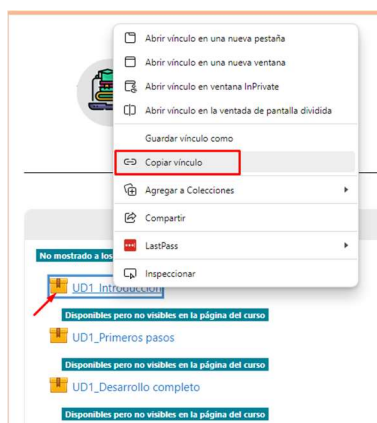 Abrir vínculo en una nueva pestaña
Abrir vínculo en una nueva ventana
Abrir vínculo en ventana InPrivate
Abrir vínculo en la ventada de pantalla dividida
Guardar vínculo como
Copiar vínculo
Agregar a Colecciones
Compartir
LastPass
Inspeccionar
No mostrado a los
UD1_Introducción
Disponibles pero no visibles en la página del curso
UD1_Primeros pasos
Disponibles pero no visibles en la página del curso
UD1_Desarrollo completo
Disponibles pero no visibles en la página del curso